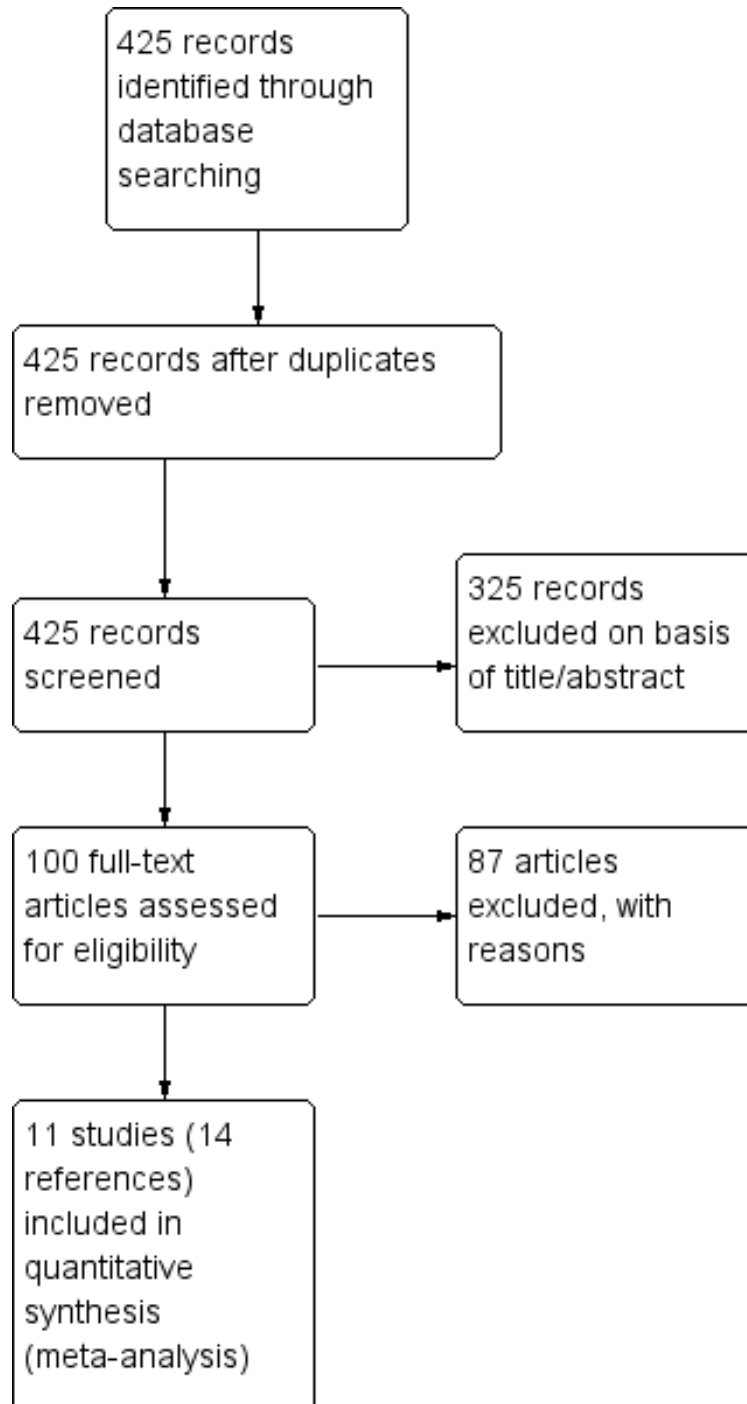 425 records
identified through
database
searching
425 records after duplicates
removed
425 records
screened
325 records
excluded on basis
of title/abstract
100 full-text
articles assessed
for eligibility
87 articles
excluded, with
reasons
11 studies (14
references)
included in
quantitative
synthesis
(meta-analysis)